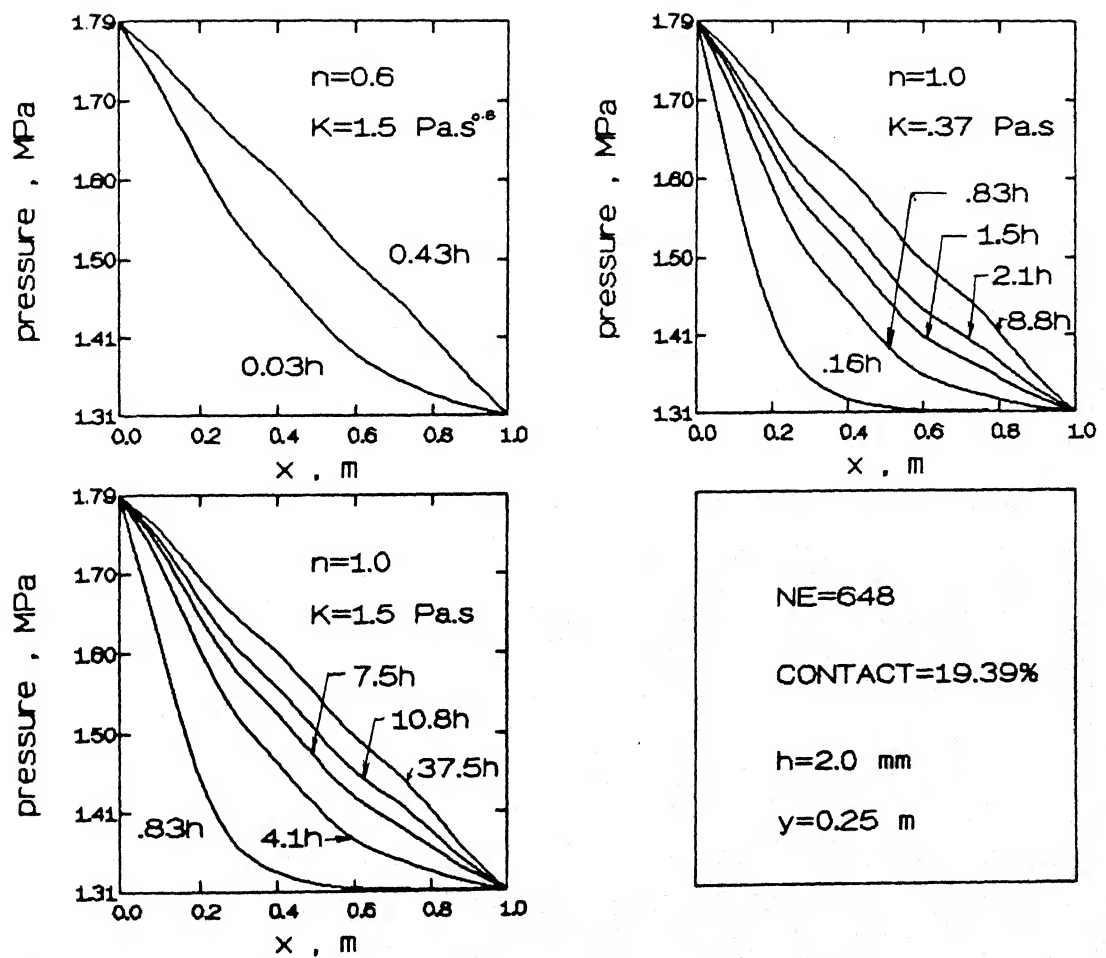 1.79
1.70
1.60
1.50
1.41
1.31
pressure , MPa
n=0.6
K=1.5 Pa.s^0.6
0.43h
0.03h
0.0 0.2 0.4 0.6 0.8 1.0
x , m
1.79
1.70
1.60
1.50
1.41
1.31
pressure , MPa
n=1.0
K=.37 Pa.s
.83h
1.5h
2.1h
8.8h
.16h
0.0 0.2 0.4 0.6 0.8 1.0
x , m
1.79
1.70
1.60
1.50
1.41
1.31
pressure , MPa
n=1.0
K=1.5 Pa.s
7.5h
10.8h
37.5h
.83h
4.1h
0.0 0.2 0.4 0.6 0.8 1.0
x , m
NE=648
CONTACT=19.39%
h=2.0 mm
y=0.25 m